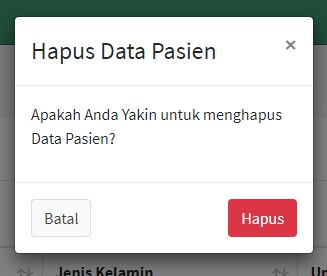 Hapus Data Pasien
×
Apakah Anda Yakin untuk menghapus
Data Pasien?
Batal
Hapus
Jenis Kelamin